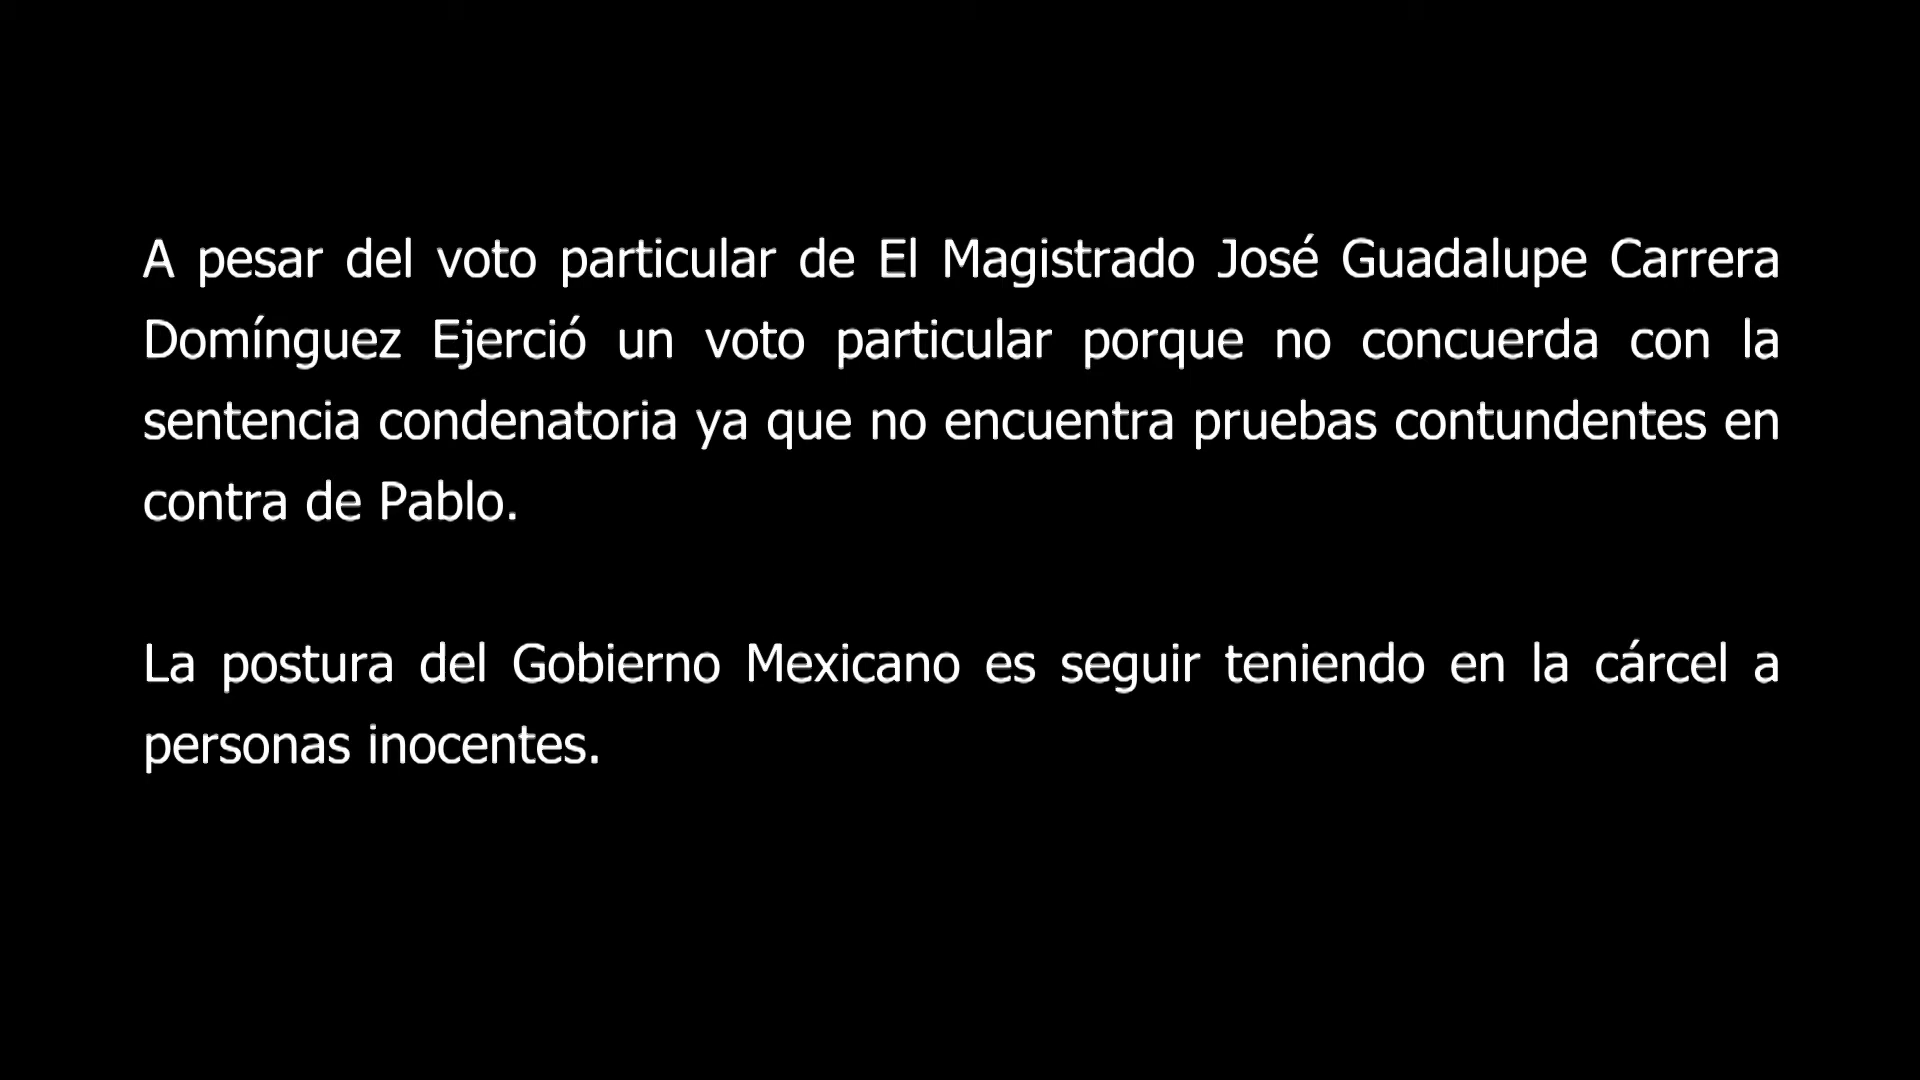 A pesar del voto particular de El Magistrado José Guadalupe Carrera
Domínguez Ejerció un voto particular porque no concuerda con la
sentencia condenatoria ya que no encuentra pruebas contundentes en
contra de Pablo.
La postura del Gobierno Mexicano es seguir teniendo en la cárcel a
personas inocentes.